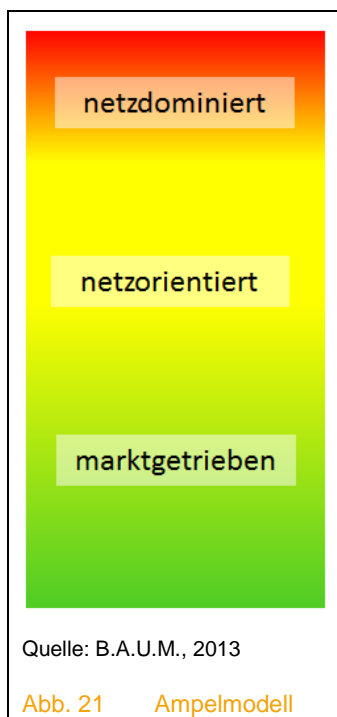 netzdominiert
netzorientiert
marktgetrieben
Quelle: B.A.U.M., 2013
Abb. 21 Ampelmodell